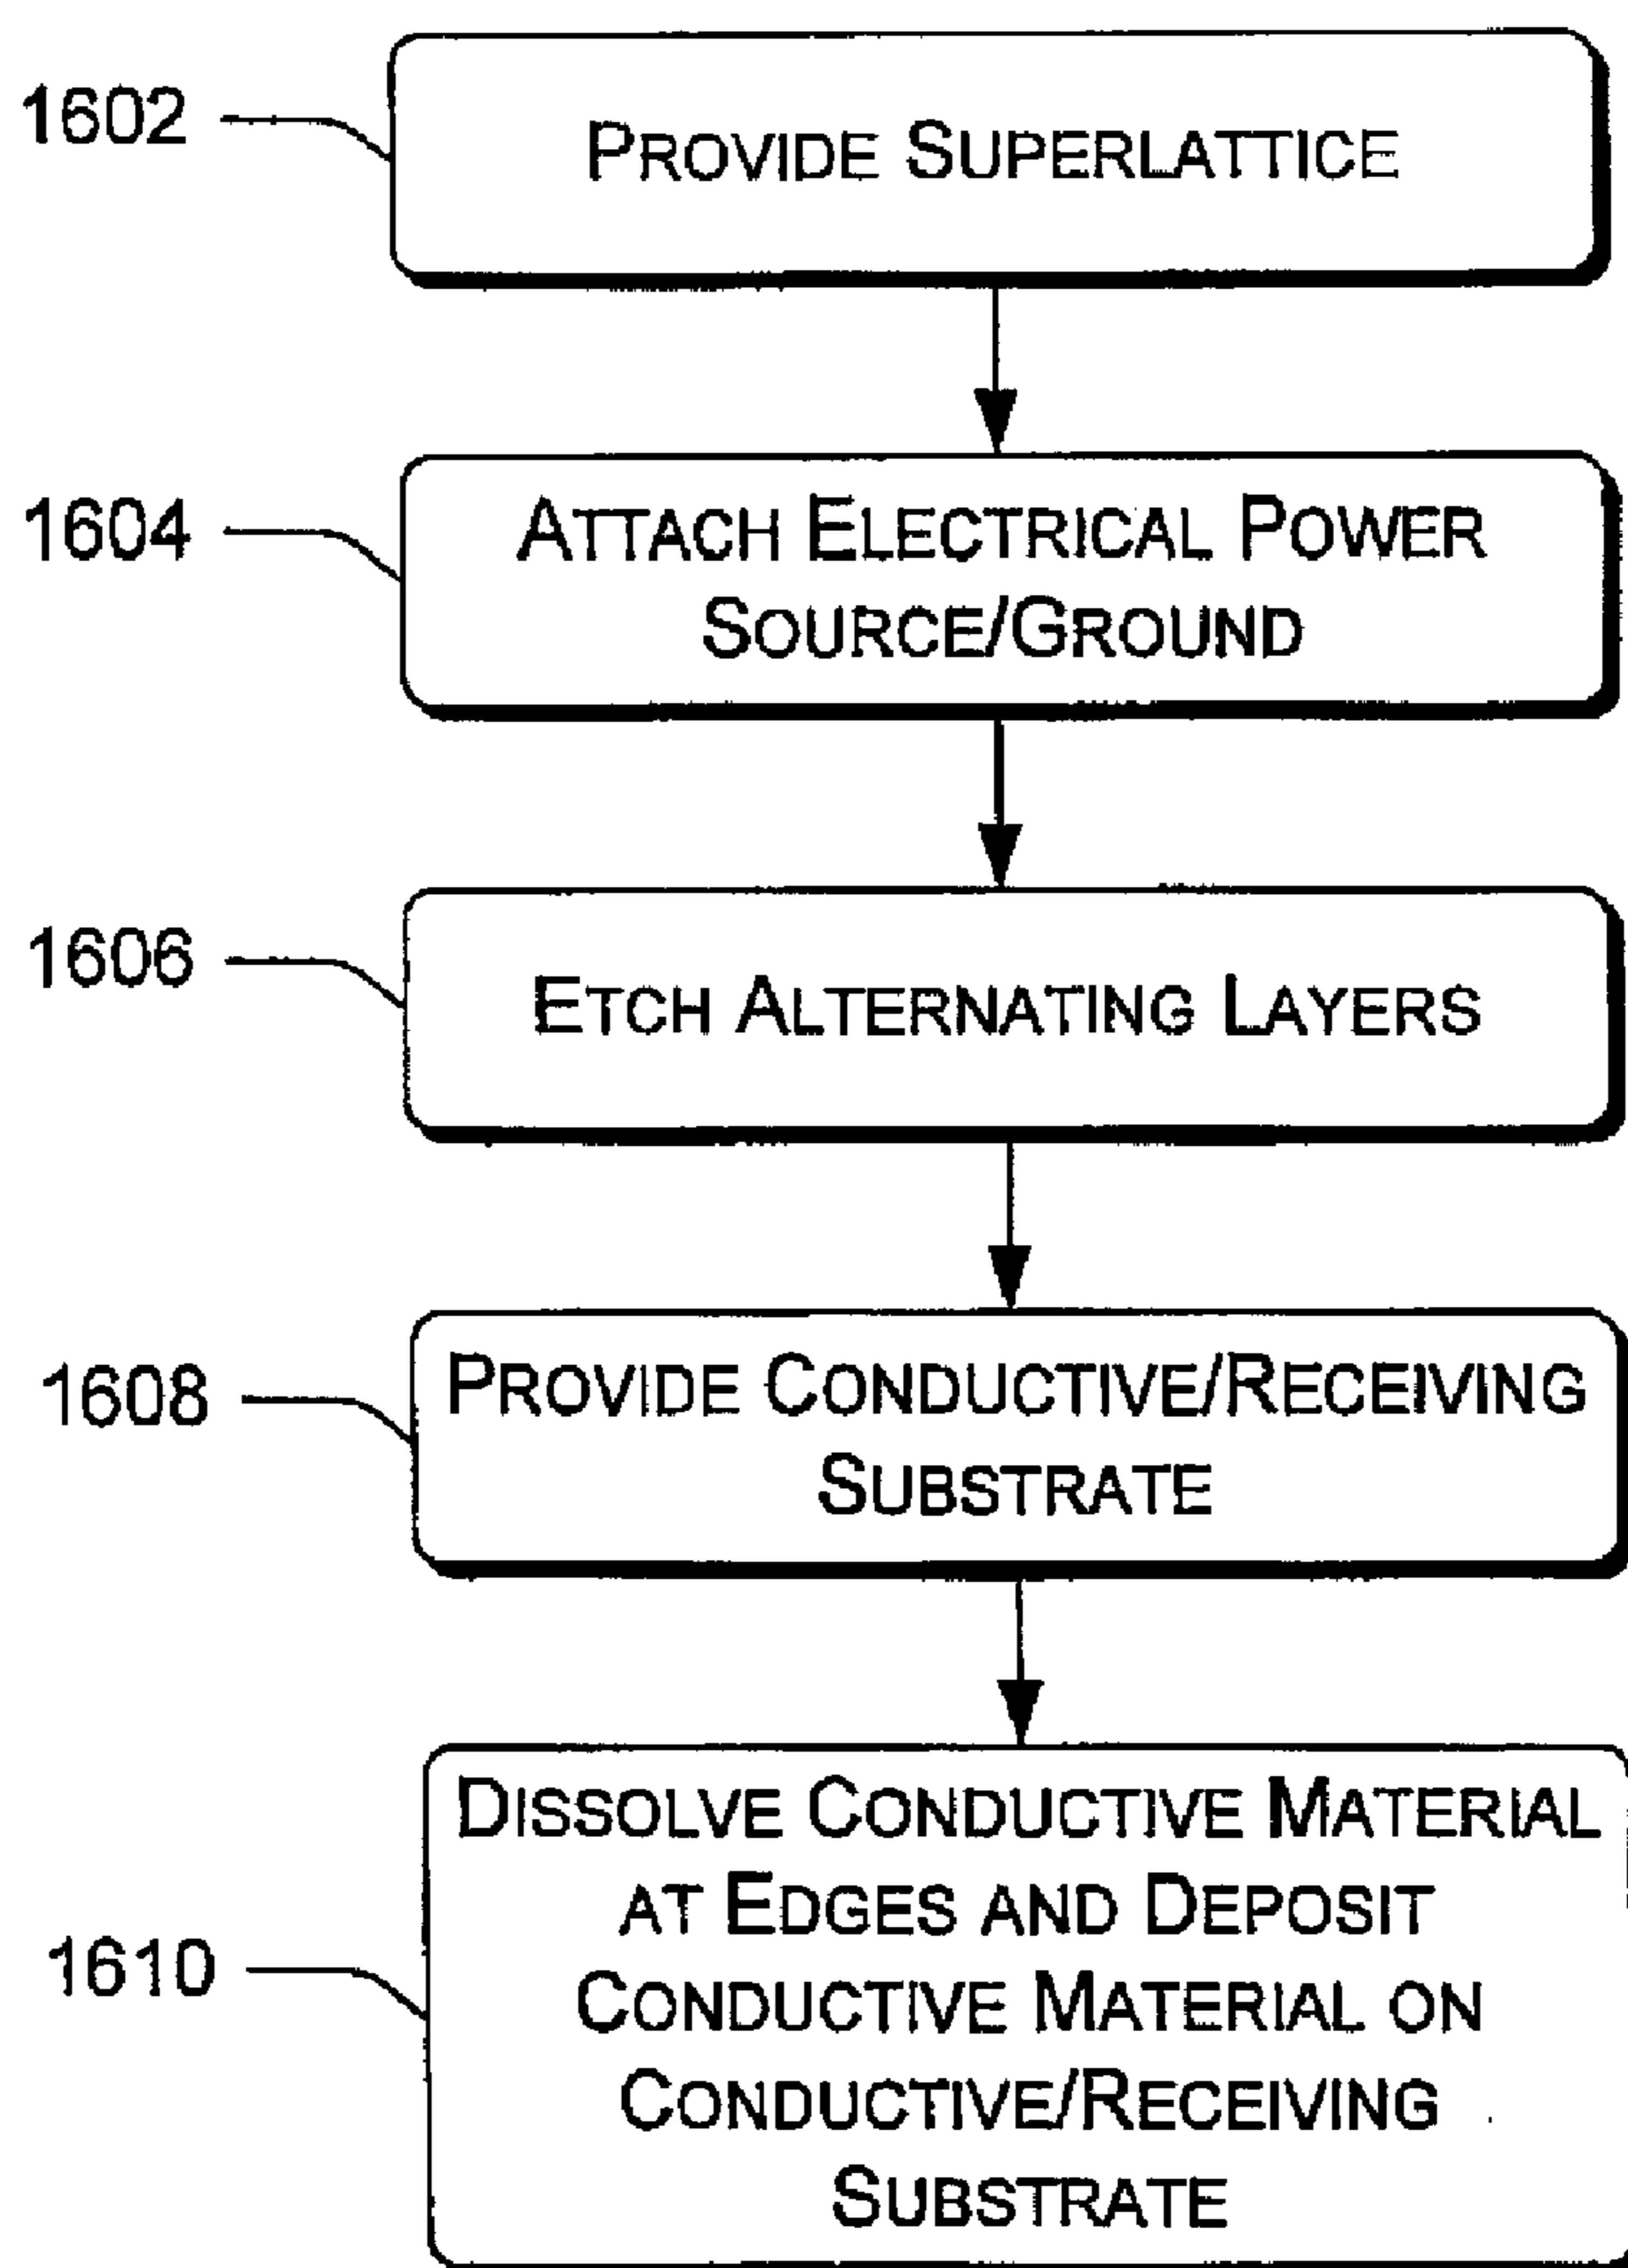 1602
PROVIDE SUPERLATTICE
1604
ATTACH ELECTRICAL POWER
SOURCE/GROUND
1606
ETCH ALTERNATING LAYERS
1608
PROVIDE CONDUCTIVE/RECEIVING
SUBSTRATE
1610
DISSOLVE CONDUCTIVE MATERIAL
AT EDGES AND DEPOSIT
CONDUCTIVE MATERIAL ON
CONDUCTIVE/RECEIVING
SUBSTRATE